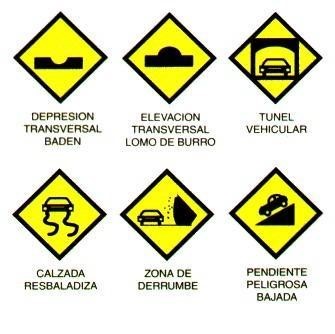 DEPRESION
TRANSVERSAL
BADEN
ELEVACION
TRANSVERSAL
LOMO DE BURRO
TUNEL
VEHICULAR
CALZADA
RESBALADIZA
ZONA DE
DERRUMBE
PENDIENTE
PELIGROSA
BAJADA